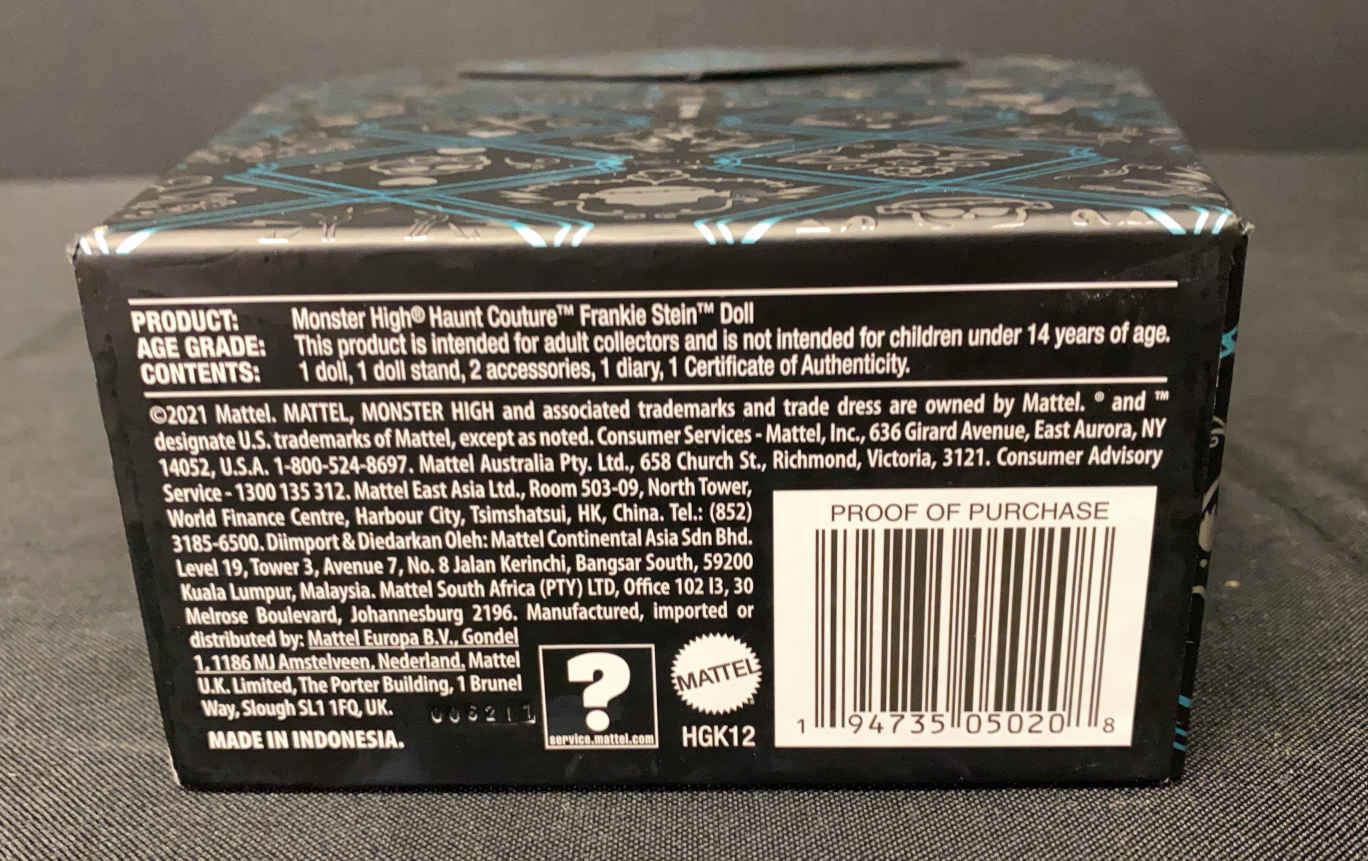 PRODUCT: Monster High® Haunt Couture™ Frankie Stein™ Doll
AGE GRADE: This product is intended for adult collectors and is not intended for children under 14 years of age.
CONTENTS: 1 doll, 1 doll stand, 2 accessories, 1 diary, 1 Certificate of Authenticity.
©2021 Mattel. MATTEL, MONSTER HIGH and associated trademarks and trade dress are owned by Mattel. ® and ™
designate U.S. trademarks of Mattel, except as noted. Consumer Services - Mattel, Inc., 636 Girard Avenue, East Aurora, NY
14052, U.S.A. 1-800-524-8697. Mattel Australia Pty. Ltd., 658 Church St., Richmond, Victoria, 3121. Consumer Advisory
Service - 1300 135 312. Mattel East Asia Ltd., Room 503-09, North Tower,
World Finance Centre, Harbour City, Tsimshatsui, HK, China. Tel.: (852)
3185-6500. Diimport & Diedarkan Oleh: Mattel Continental Asia Sdn Bhd.
Level 19, Tower 3, Avenue 7, No. 8 Jalan Kerinchi, Bangsar South, 59200
Kuala Lumpur, Malaysia. Mattel South Africa (PTY) LTD, Office 102 I3, 30
Melrose Boulevard, Johannesburg 2196. Manufactured, imported or
distributed by: Mattel Europa B.V., Gondel
1, 1186 MJ Amstelveen, Nederland. Mattel
U.K. Limited, The Porter Building, 1 Brunel
Way, Slough SL1 1FQ, UK.
MADE IN INDONESIA.
?
service.mattel.com
MATTEL
HGK12
PROOF OF PURCHASE
1 94735 05020 8